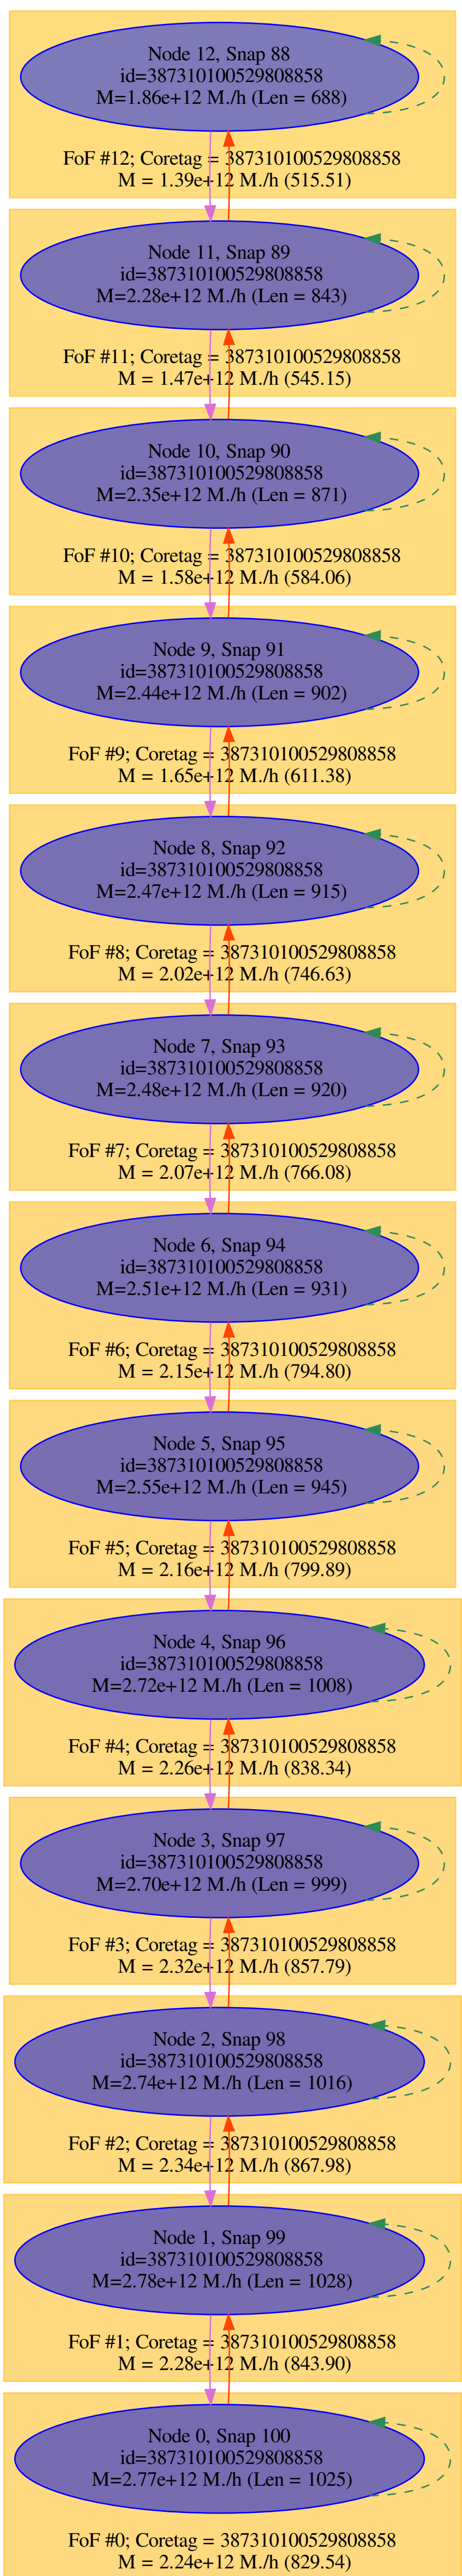 Node 12, Snap 88
id=387310100529808858
M=1.86e+12 M./h (Len = 688)
FoF #12; Coretag = 387310100529808858
M = 1.39e+12 M./h (515.51)
Node 11, Snap 89
id=387310100529808858
M=2.28e+12 M./h (Len = 843)
FoF #11; Coretag = 387310100529808858
M = 1.47e+12 M./h (545.15)
Node 10, Snap 90
id=387310100529808858
M=2.35e+12 M./h (Len = 871)
FoF #10; Coretag = 387310100529808858
M = 1.58e+12 M./h (584.06)
Node 9, Snap 91
id=387310100529808858
M=2.44e+12 M./h (Len = 902)
FoF #9; Coretag = 387310100529808858
M = 1.65e+12 M./h (611.38)
Node 8, Snap 92
id=387310100529808858
M=2.47e+12 M./h (Len = 915)
FoF #8; Coretag = 387310100529808858
M = 2.02e+12 M./h (746.63)
Node 7, Snap 93
id=387310100529808858
M=2.48e+12 M./h (Len = 920)
FoF #7; Coretag = 387310100529808858
M = 2.07e+12 M./h (766.08)
Node 6, Snap 94
id=387310100529808858
M=2.51e+12 M./h (Len = 931)
FoF #6; Coretag = 387310100529808858
M = 2.15e+12 M./h (794.80)
Node 5, Snap 95
id=387310100529808858
M=2.55e+12 M./h (Len = 945)
FoF #5; Coretag = 387310100529808858
M = 2.16e+12 M./h (799.89)
Node 4, Snap 96
id=387310100529808858
M=2.72e+12 M./h (Len = 1008)
FoF #4; Coretag = 387310100529808858
M = 2.26e+12 M./h (838.34)
Node 3, Snap 97
id=387310100529808858
M=2.70e+12 M./h (Len = 999)
FoF #3; Coretag = 387310100529808858
M = 2.32e+12 M./h (857.79)
Node 2, Snap 98
id=387310100529808858
M=2.74e+12 M./h (Len = 1016)
FoF #2; Coretag = 387310100529808858
M = 2.34e+12 M./h (867.98)
Node 1, Snap 99
id=387310100529808858
M=2.78e+12 M./h (Len = 1028)
FoF #1; Coretag = 387310100529808858
M = 2.28e+12 M./h (843.90)
Node 0, Snap 100
id=387310100529808858
M=2.77e+12 M./h (Len = 1025)
FoF #0; Coretag = 387310100529808858
M = 2.24e+12 M./h (829.54)